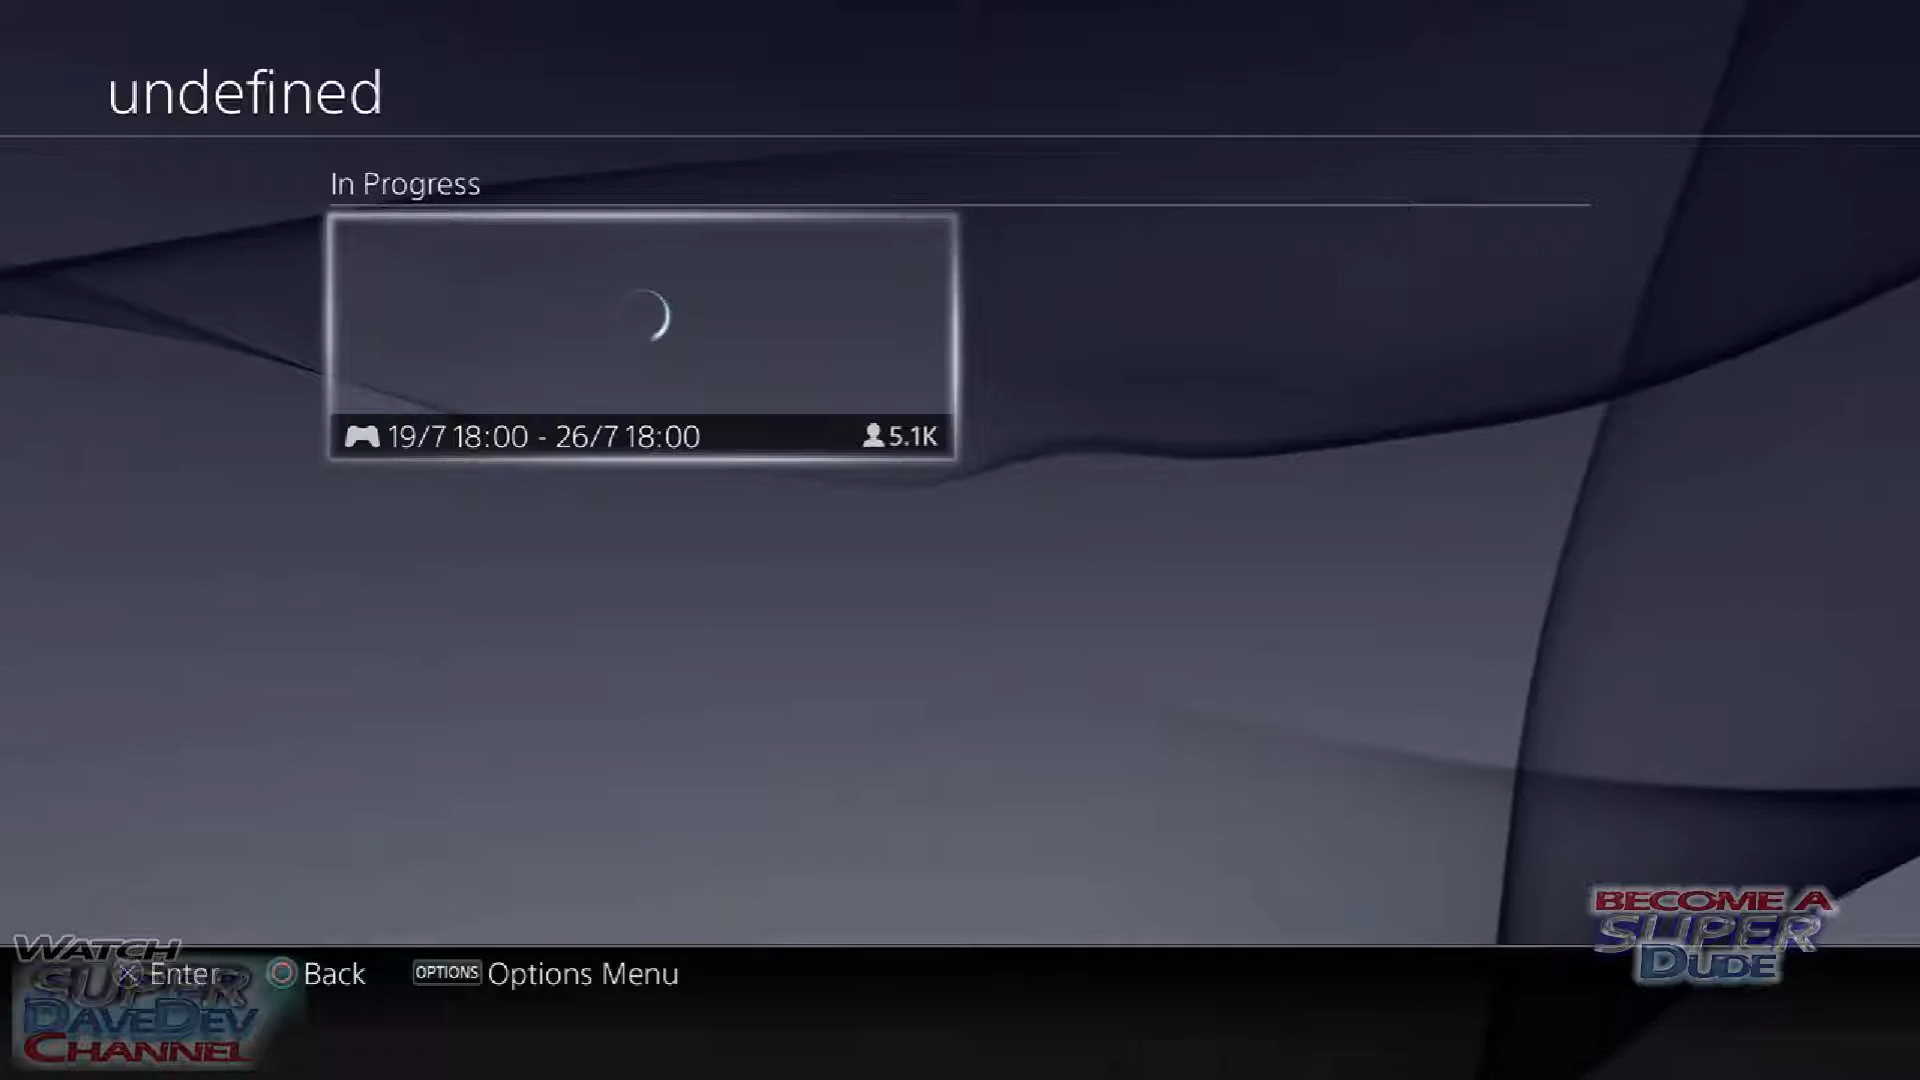 undefined
In Progress
19/7 18:00 - 26/7 18:00
5.1K
BECOME A
SUPER
DUDE
WATCH
SUPER
DAVEDEV
CHANNEL
Enter
Back
OPTIONS Options Menu